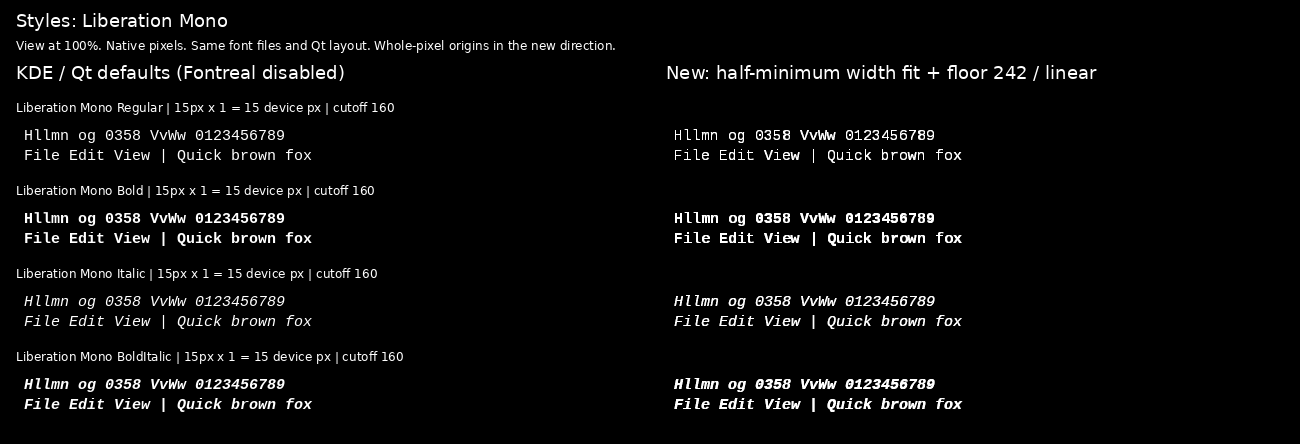 Styles: Liberation Mono
View at 100%. Native pixels. Same font files and Qt layout. Whole-pixel origins in the new direction.
KDE / Qt defaults (Fontreal disabled)
New: half-minimum width fit + floor 242 / linear
Liberation Mono Regular | 15px x 1 = 15 device px | cutoff 160
Hllmn og 0358 VvWw 0123456789
Hllmn og 0358 VvWw 0123456789
File Edit View | Quick brown fox
File Edit View | Quick brown fox
Liberation Mono Bold | 15px x 1 = 15 device px | cutoff 160
Hllmn og 0358 VvWw 0123456789
Hllmn og 0358 VvWw 0123456789
File Edit View | Quick brown fox
File Edit View | Quick brown fox
Liberation Mono Italic | 15px x 1 = 15 device px | cutoff 160
Hllmn og 0358 VvWw 0123456789
Hllmn og 0358 VvWw 0123456789
File Edit View | Quick brown fox
File Edit View | Quick brown fox
Liberation Mono BoldItalic | 15px x 1 = 15 device px | cutoff 160
Hllmn og 0358 VvWw 0123456789
Hllmn og 0358 VvWw 0123456789
File Edit View | Quick brown fox
File Edit View | Quick brown fox